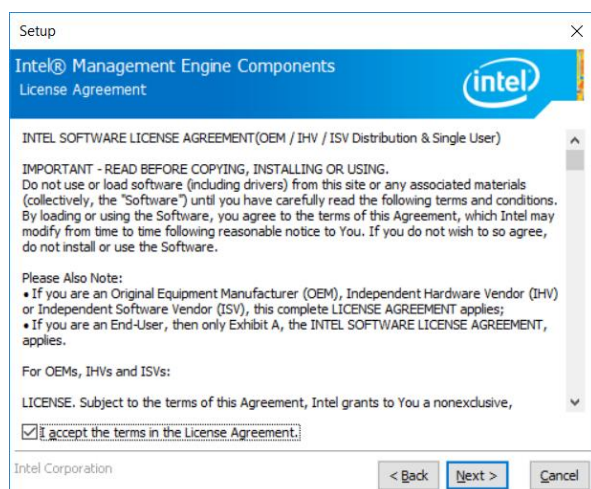 Setup
Intel® Management Engine Components
License Agreement
intel
INTEL SOFTWARE LICENSE AGREEMENT(OEM / IHV / ISV Distribution & Single User)
IMPORTANT - READ BEFORE COPYING, INSTALLING OR USING.
Do not use or load software (including drivers) from this site or any associated materials
(collectively, the "Software") until you have carefully read the following terms and conditions.
By loading or using the Software, you agree to the terms of this Agreement, which Intel may
modify from time to time following reasonable notice to You. If you do not wish to so agree,
do not install or use the Software.
Please Also Note:
• If you are an Original Equipment Manufacturer (OEM), Independent Hardware Vendor (IHV)
or Independent Software Vendor (ISV), this complete LICENSE AGREEMENT applies;
• If you are an End-User, then only Exhibit A, the INTEL SOFTWARE LICENSE AGREEMENT,
applies.
For OEMs, IHVs and ISVs:
LICENSE. Subject to the terms of this Agreement, Intel grants to You a nonexclusive,
I accept the terms in the License Agreement.
Intel Corporation
< Back Next > Cancel